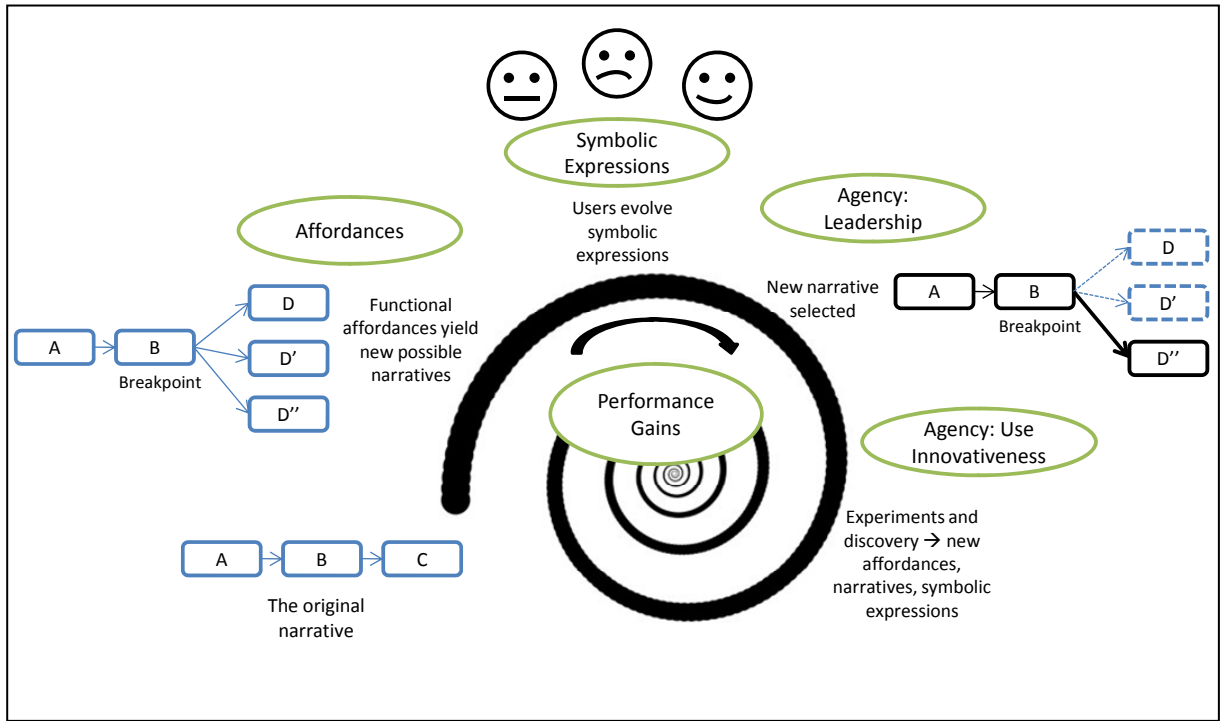 Symbolic
Expressions
Users evolve
symbolic
expressions
Affordances
Functional
affordances yield
new possible
narratives
A
B
Breakpoint
D
D'
D''
Agency:
Leadership
New narrative
selected
A
B
Breakpoint
D
D'
D''
Performance
Gains
Agency: Use
Innovativeness
Experiments and
discovery → new
affordances,
narratives, symbolic
expressions
A
B
C
The original
narrative